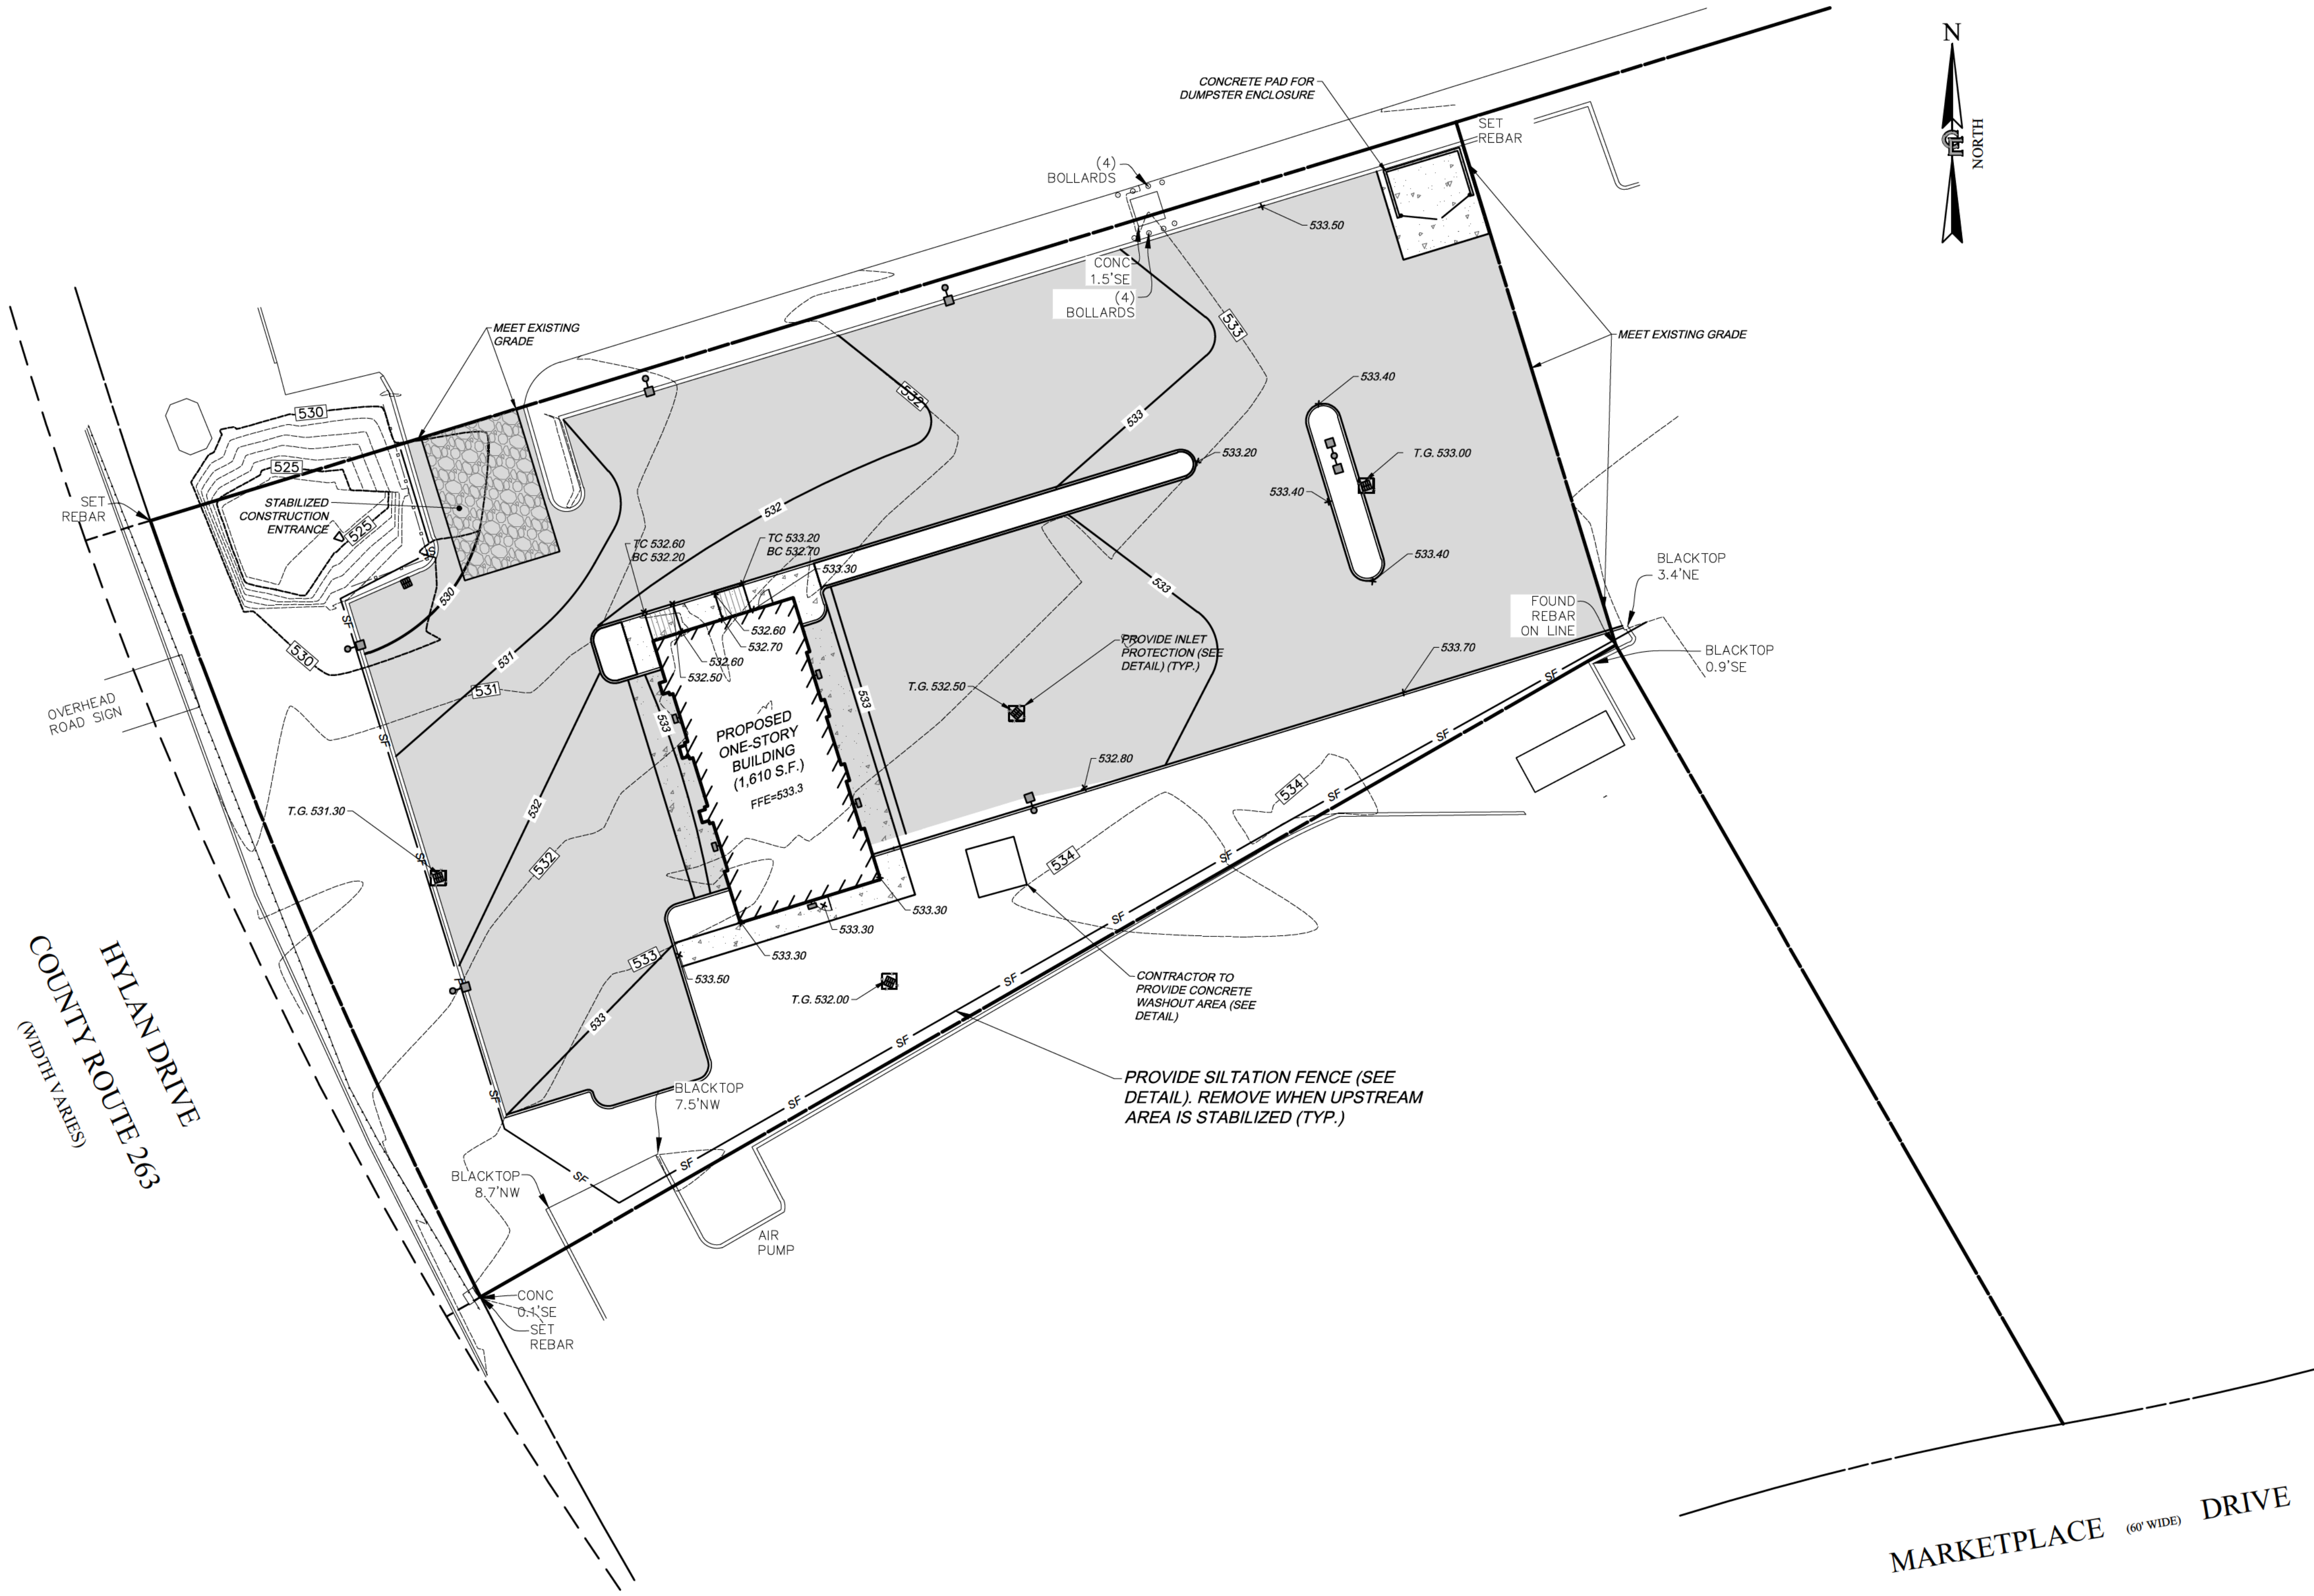 N
NORTH
CONCRETE PAD FOR
DUMPSTER ENCLOSURE
SET
REBAR
(4)
BOLLARDS
533.50
CONC
1.5'SE
(4)
BOLLARDS
533
MEET EXISTING
GRADE
MEET EXISTING GRADE
530
525
532
533.40
533
533.20
T.G. 533.00
533.40
SET
REBAR
STABILIZED
CONSTRUCTION
ENTRANCE
525
532
TC 532.60
BC 532.20
TC 533.20
BC 532.70
533.30
533.40
BLACKTOP
3.4'NE
SF
530
533
FOUND
REBAR
ON LINE
SF
532.60
532.70
PROVIDE INLET
PROTECTION (SEE
DETAIL) (TYP.)
533.70
BLACKTOP
0.9'SE
530
531
532.60
532.50
531
T.G. 532.50
533
SF
OVERHEAD
ROAD SIGN
533
PROPOSED
ONE-STORY
BUILDING
(1,610 S.F.)
FFE=533.3
SF
SF
532.80
534
SF
T.G. 531.30
532
532
SF
534
SF
533.30
533.30
SF
533.30
533
533.50
T.G. 532.00
SF
CONTRACTOR TO
PROVIDE CONCRETE
WASHOUT AREA (SEE
DETAIL)
533
SF
HYLAN DRIVE
COUNTY ROUTE 263
(WIDTH VARIES)
SF
BLACKTOP
7.5'NW
SF
PROVIDE SILTATION FENCE (SEE
DETAIL). REMOVE WHEN UPSTREAM
AREA IS STABILIZED (TYP.)
SF
SF
BLACKTOP
8.7'NW
AIR
PUMP
CONC
0.1'SE
SET
REBAR
MARKETPLACE (60' WIDE) DRIVE